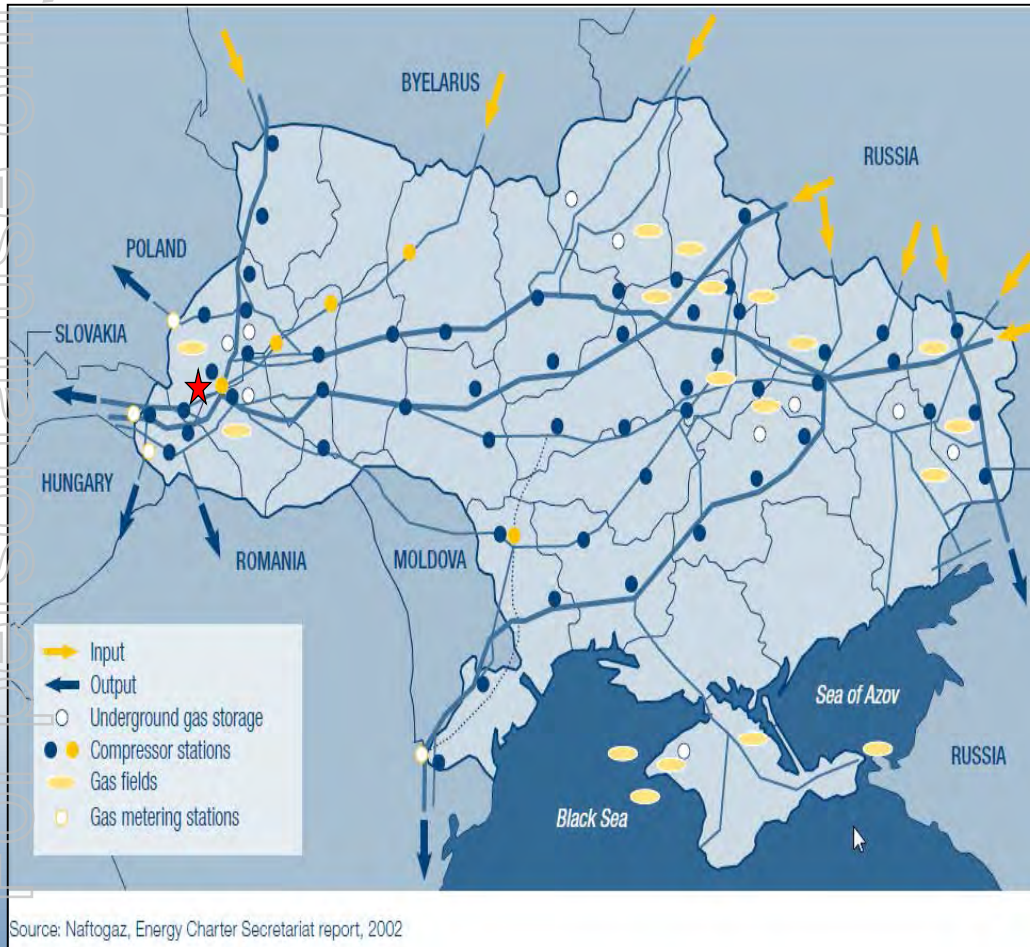 BYELARUS
RUSSIA
POLAND
SLOVAKIA
HUNGARY
ROMANIA
MOLDOVA
Input
Output
Underground gas storage
Compressor stations
Gas fields
Gas metering stations
Sea of Azov
RUSSIA
Black Sea
Source: Naftogaz, Energy Charter Secretariat report, 2002